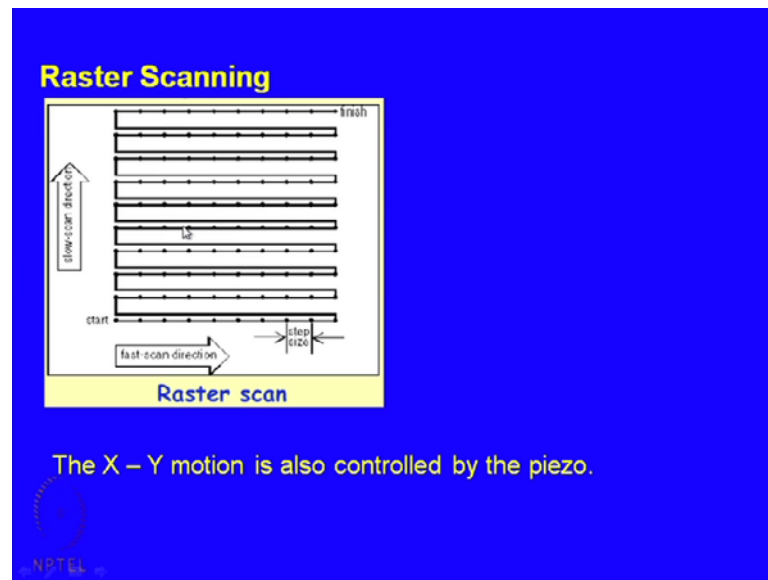 Raster Scanning
finish
slow-scan direction
start
step
size
fast-scan direction
Raster scan
The X – Y motion is also controlled by the piezo.
NPTEL